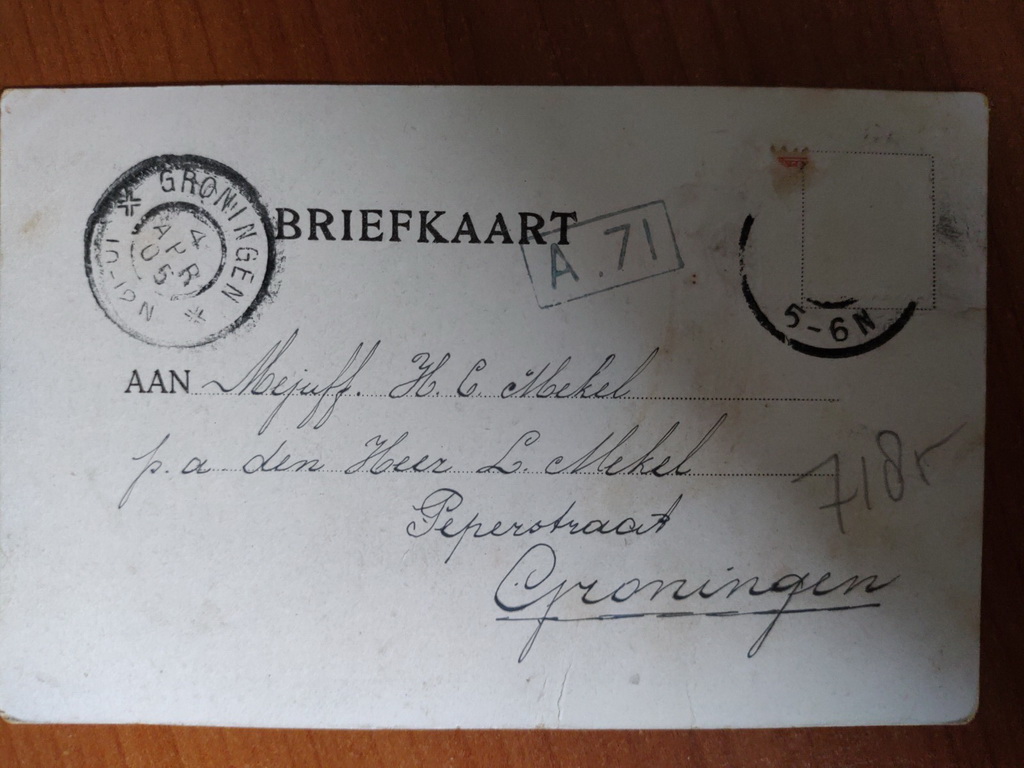 GRONINGEN
4
APR
05
10-12N
BRIEFKAART
A.71
5-6N
AAN Mejuff. H. C. Mekel
p.a den Heer L. Mekel
7185
Peperstraat
Groningen